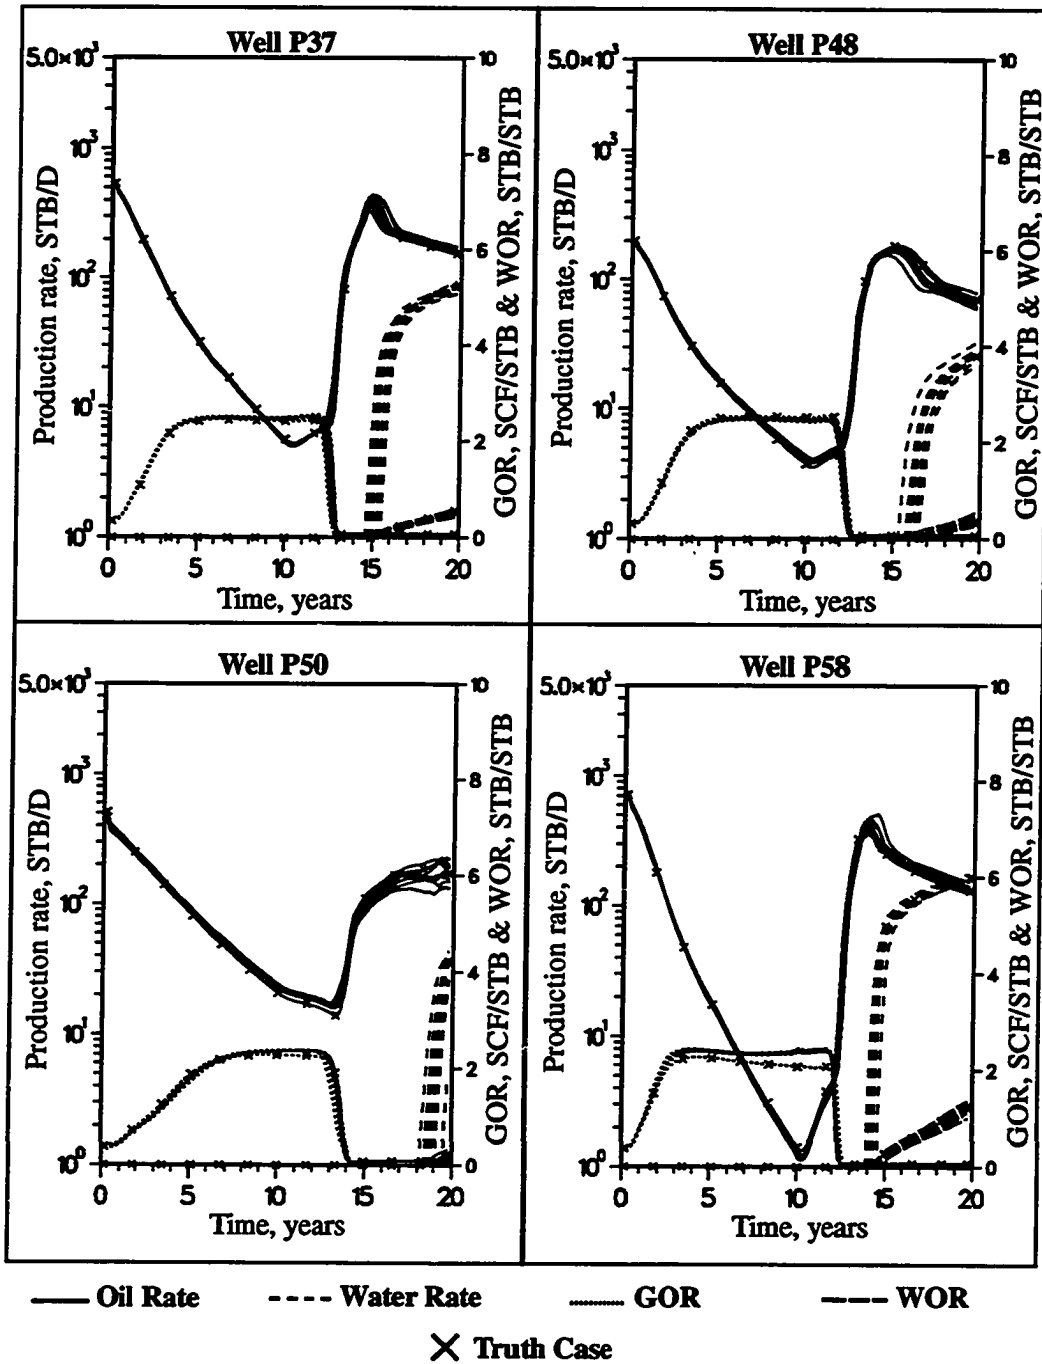 Well P37
5.0×10³
10³
10²
10¹
10⁰
Production rate, STB/D
10
8
6
4
2
0
GOR, SCF/STB & WOR, STB/STB
0 5 10 15 20
Time, years
Well P48
5.0×10³
10³
10²
10¹
10⁰
Production rate, STB/D
10
8
6
4
2
0
GOR, SCF/STB & WOR, STB/STB
0 5 10 15 20
Time, years
Well P50
5.0×10³
10³
10²
10¹
10⁰
Production rate, STB/D
10
8
6
4
2
0
GOR, SCF/STB & WOR, STB/STB
0 5 10 15 20
Time, years
Well P58
5.0×10³
10³
10²
10¹
10⁰
Production rate, STB/D
10
8
6
4
2
0
GOR, SCF/STB & WOR, STB/STB
0 5 10 15 20
Time, years
Oil Rate Water Rate GOR WOR
Truth Case